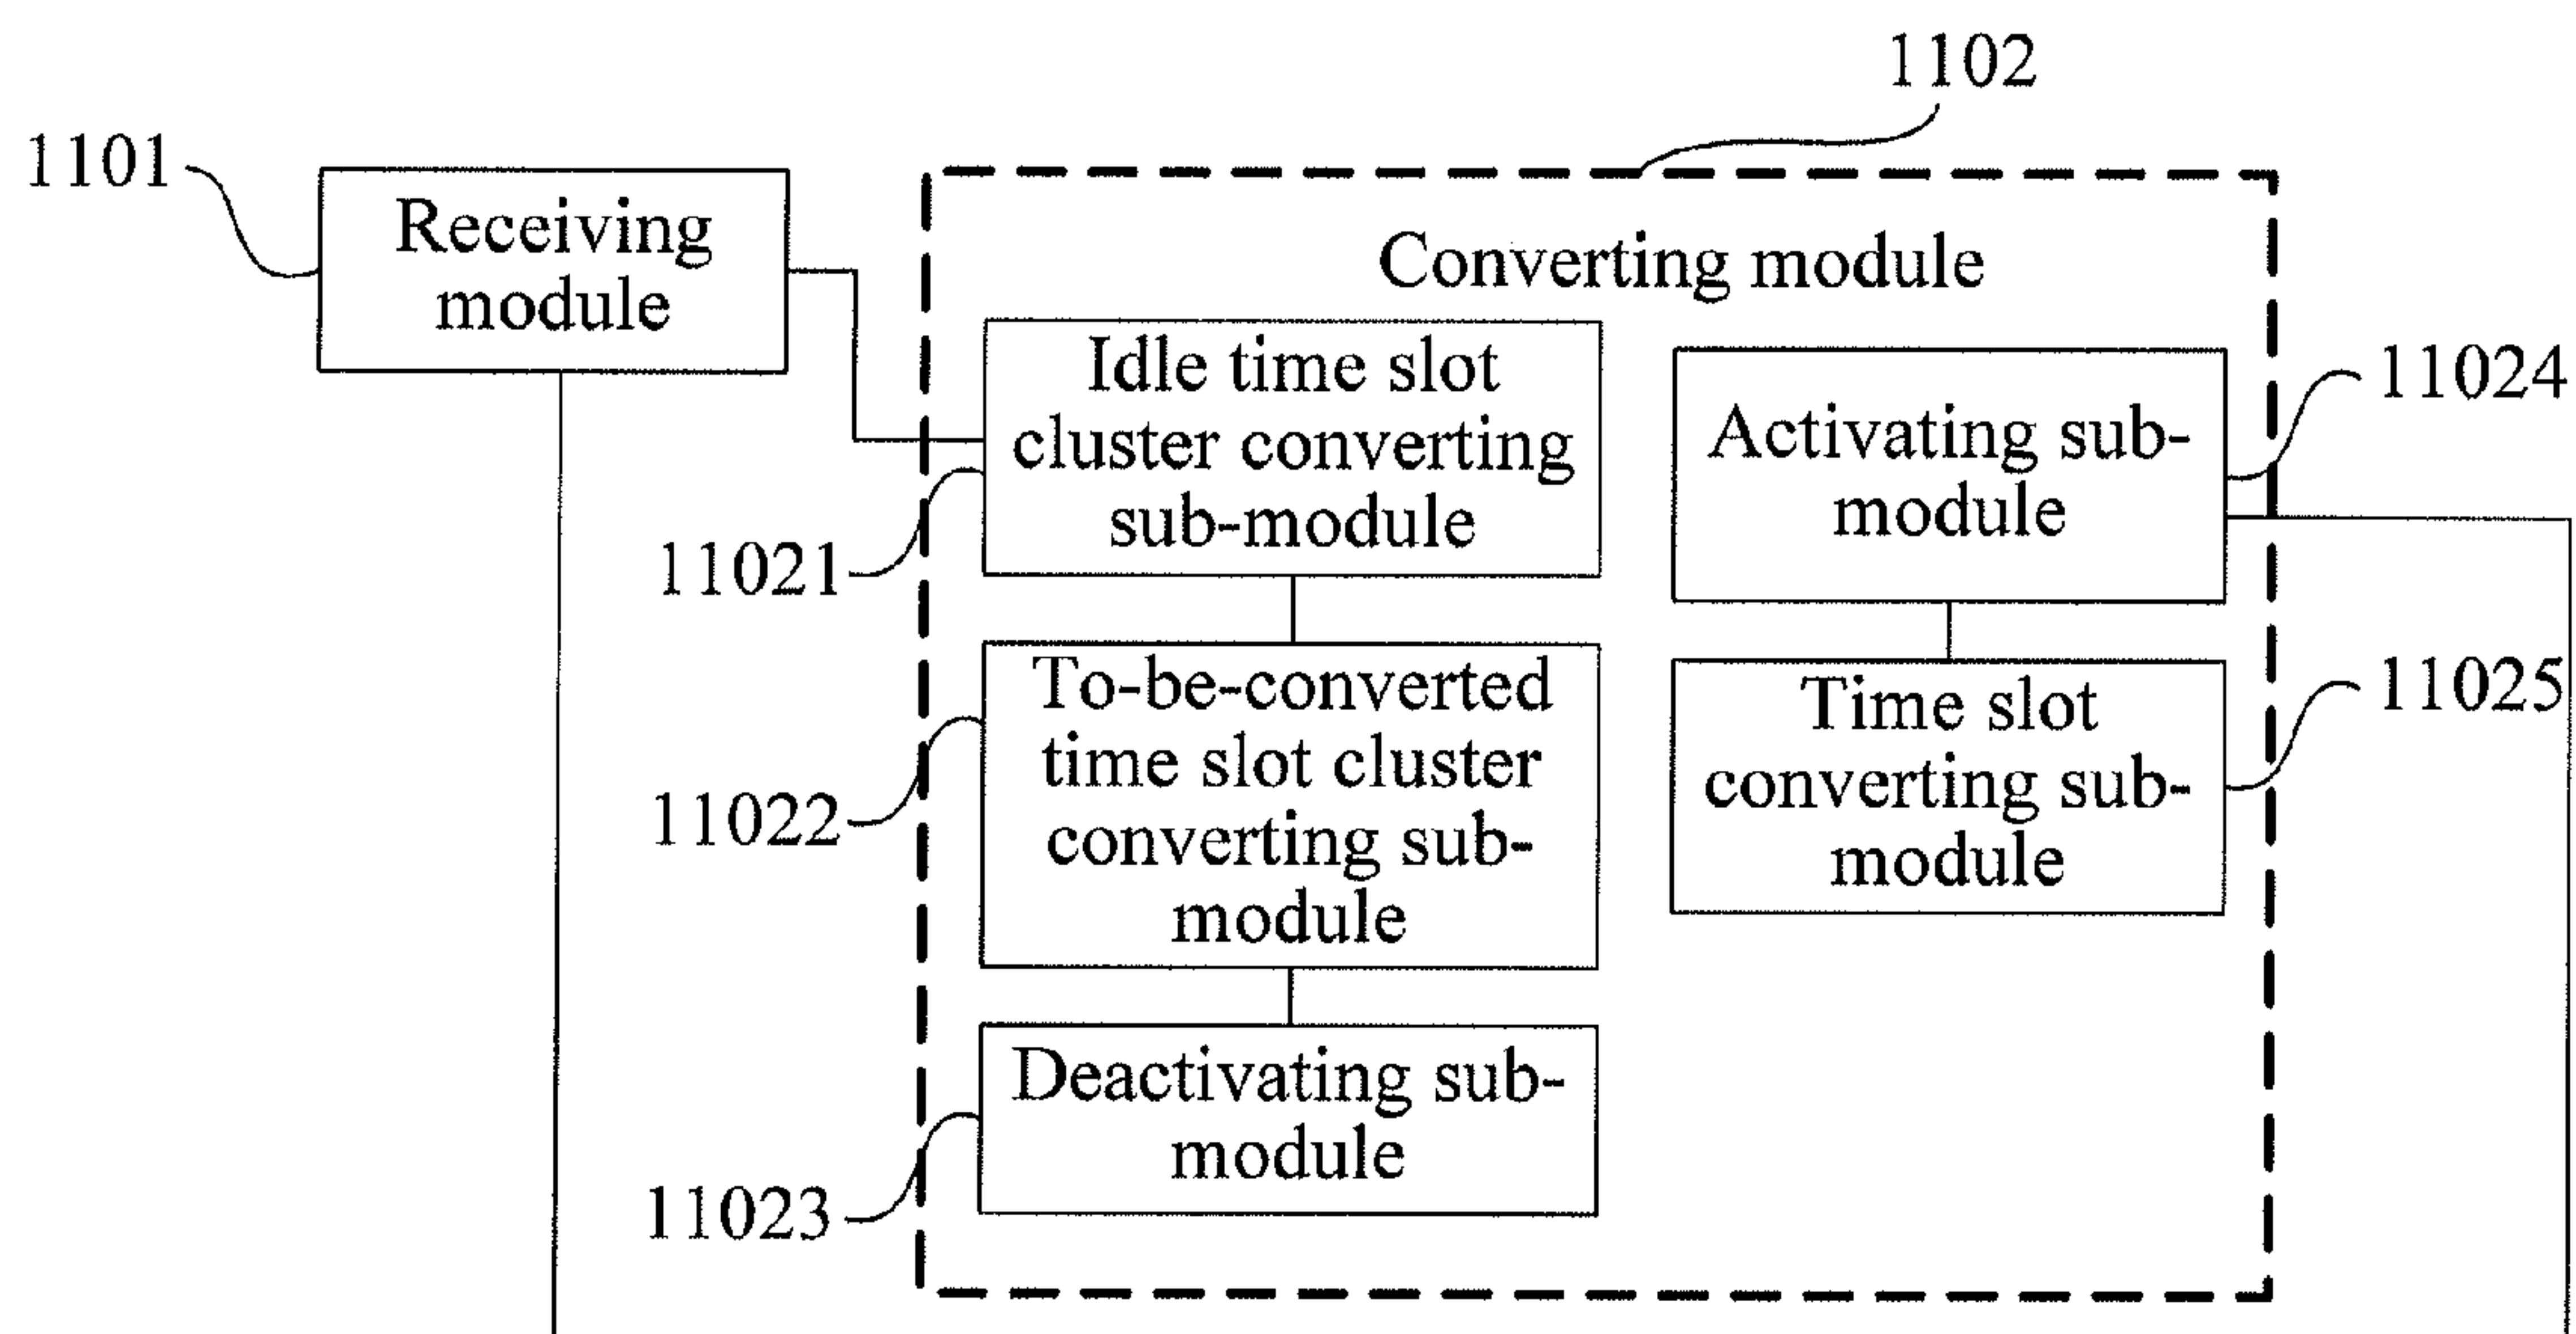 1102
1101
Receiving
module
Converting module
Idle time slot
cluster converting
sub-module
11021
Activating sub-
module
11024
To-be-converted
time slot cluster
converting sub-
module
11022
Time slot
converting sub-
module
11025
Deactivating sub-
module
11023